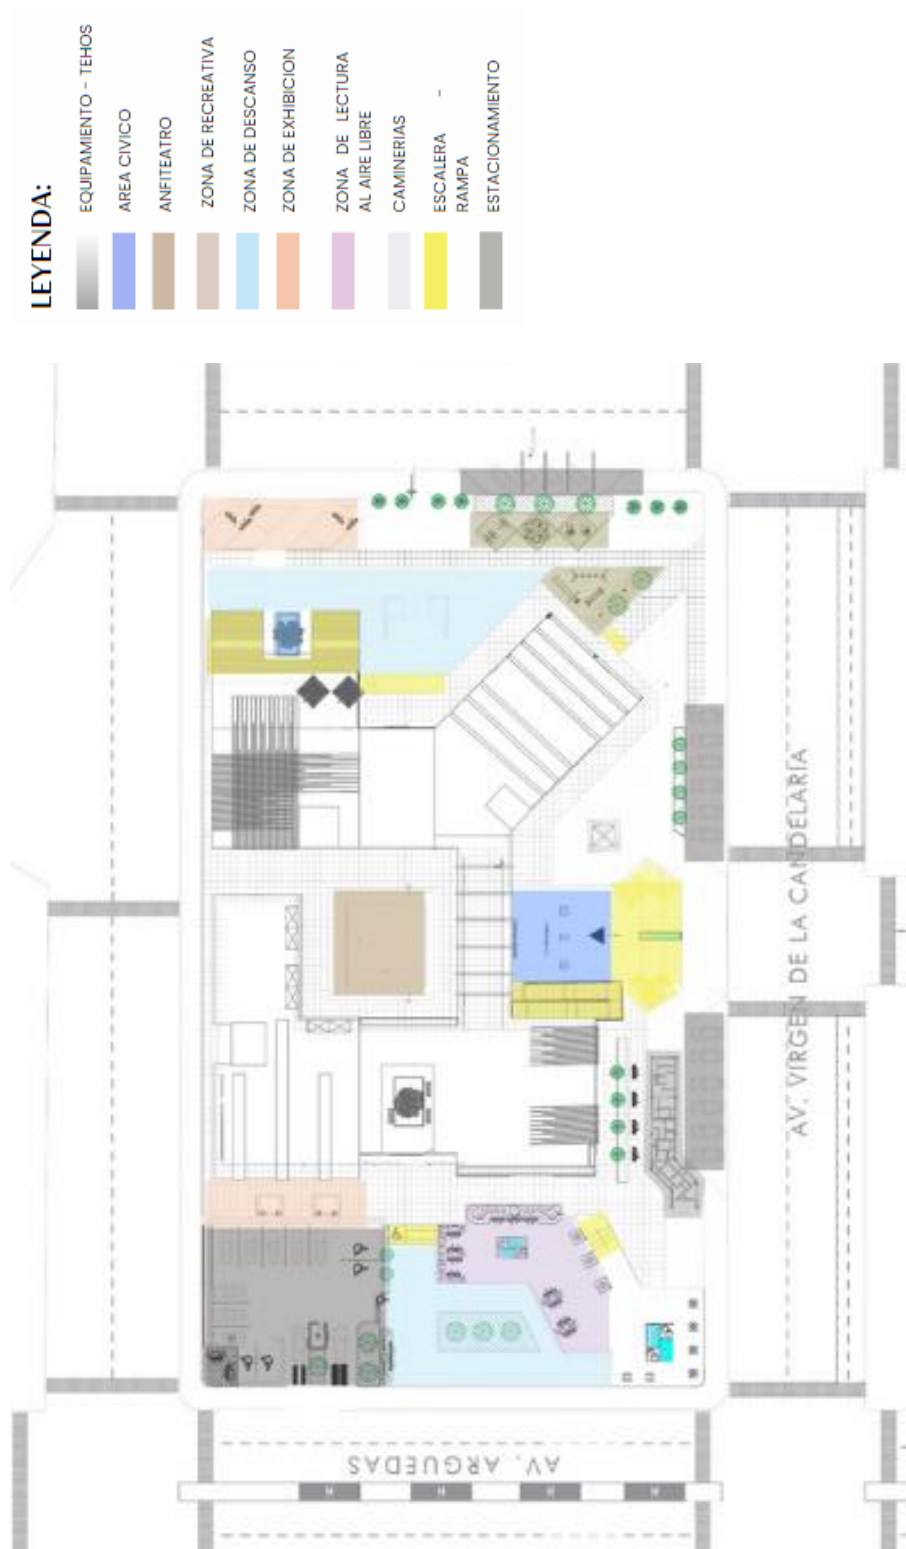 LEYENDA:
EQUIPAMIENTO - TEHOS
AREA CIVICO
ANFITEATRO
ZONA DE RECREATIVA
ZONA DE DESCANSO
ZONA DE EXHIBICION
ZONA DE LECTURA
AL AIRE LIBRE
CAMINERIAS
ESCALERA -
RAMPA
ESTACIONAMIENTO
AV. VIRGEN DE LA CANDELARIA
AV. ARGUEDAS